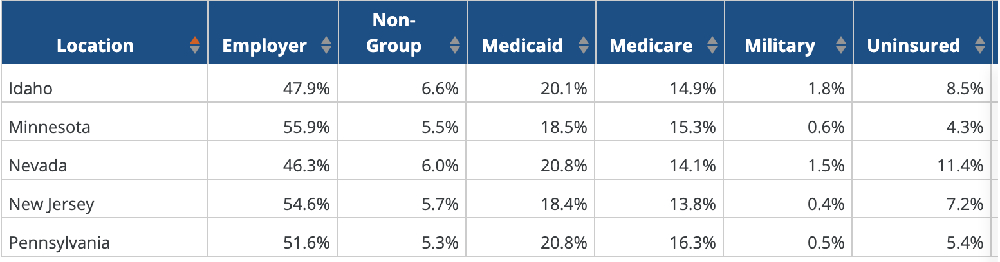 Location Employer Non-Group Medicaid Medicare Military Uninsured
Idaho 47.9% 6.6% 20.1% 14.9% 1.8% 8.5%
Minnesota 55.9% 5.5% 18.5% 15.3% 0.6% 4.3%
Nevada 46.3% 6.0% 20.8% 14.1% 1.5% 11.4%
New Jersey 54.6% 5.7% 18.4% 13.8% 0.4% 7.2%
Pennsylvania 51.6% 5.3% 20.8% 16.3% 0.5% 5.4%